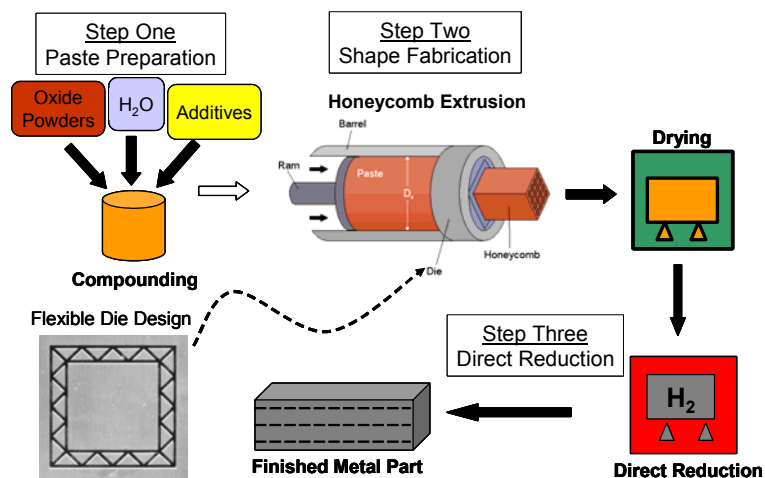 Step One
Paste Preparation
Oxide
Powders
H₂O
Additives
Compounding
Step Two
Shape Fabrication
Honeycomb Extrusion
Barrel
Ram
Paste
Dₒ
Die
Honeycomb
Drying
Flexible Die Design
Step Three
Direct Reduction
H₂
Direct Reduction
Finished Metal Part